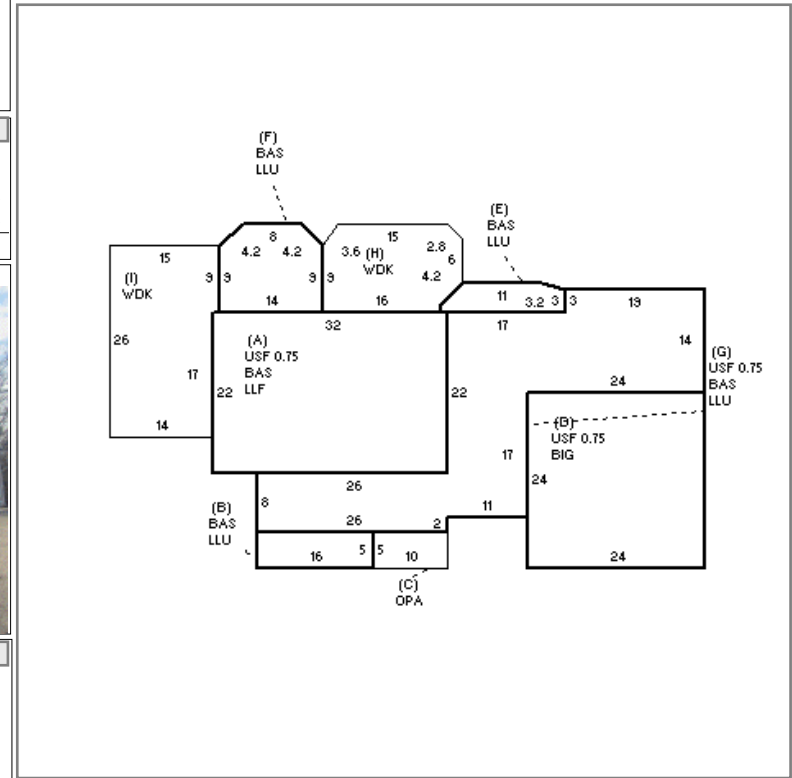 (F)
BAS
LLU
(E)
BAS
LLU
8
4.2 4.2
9 9
14
15
3.6 (H) 2.8
WDK 6
4.2
9 9
16
15
(I)
WDK
26
17
14
11
3.2 3 3
17
19
14
32
(A)
USF 0.75
BAS
LLF
22
22
(G)
USF 0.75
BAS
LLU
24
(D)
USF 0.75
BIG
17
24
24
26
8
(B)
BAS
LLU
26
2
11
16 5 5 10
(C)
OPA